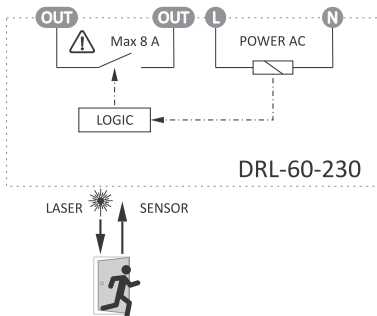 OUT OUT L N
Max 8 A POWER AC
LOGIC
DRL-60-230
LASER SENSOR